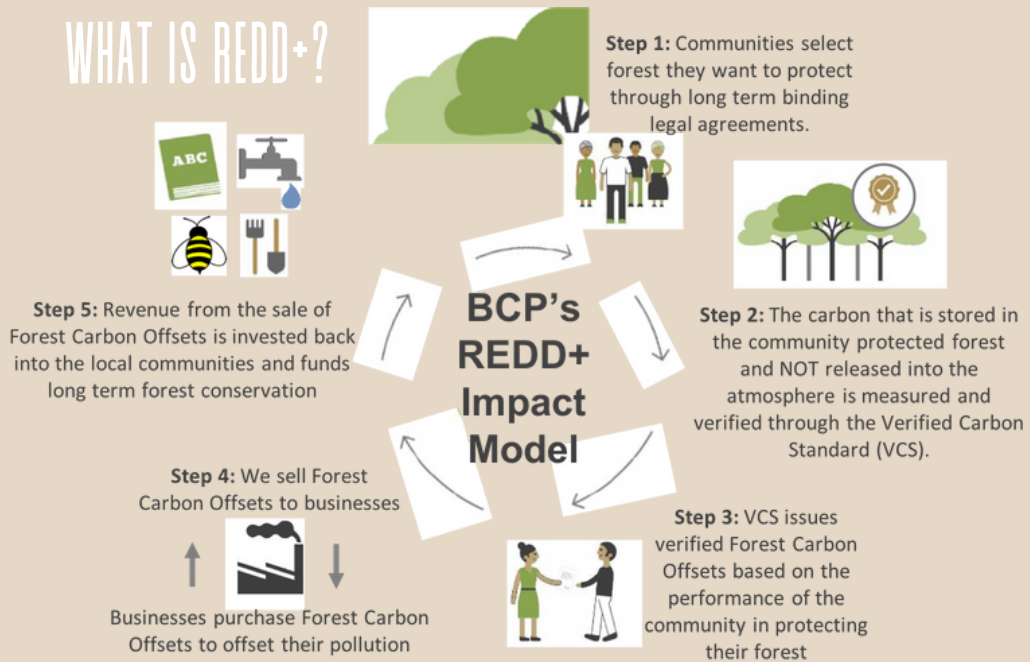 WHAT IS REDD+?
Step 1: Communities select
forest they want to protect
through long term binding
legal agreements.
Step 2: The carbon that is stored in
the community protected forest
and NOT released into the
atmosphere is measured and
verified through the Verified Carbon
Standard (VCS).
Step 3: VCS issues
verified Forest Carbon
Offsets based on the
performance of the
community in protecting
their forest
Step 4: We sell Forest
Carbon Offsets to businesses
Businesses purchase Forest Carbon
Offsets to offset their pollution
ABC
Step 5: Revenue from the sale of
Forest Carbon Offsets is invested back
into the local communities and funds
long term forest conservation
BCP's
REDD+
Impact
Model